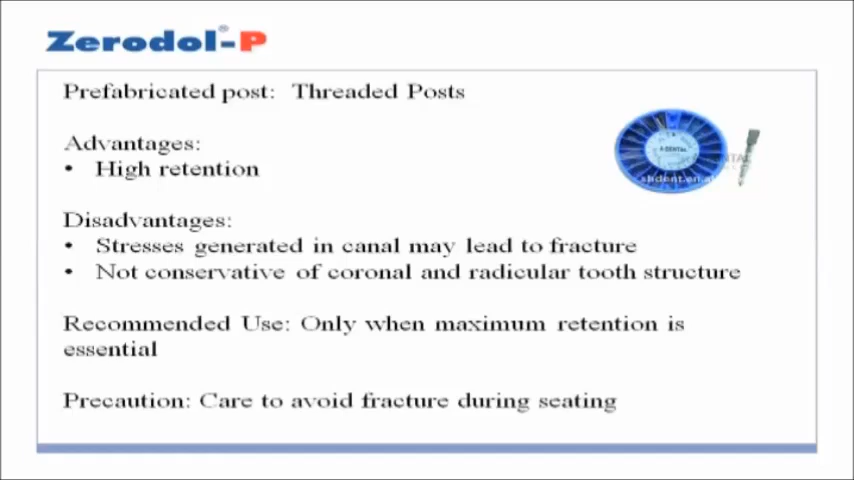 Zerodol-P®
Prefabricated post: Threaded Posts
Advantages:
• High retention
Disadvantages:
• Stresses generated in canal may lead to fracture
• Not conservative of coronal and radicular tooth structure
Recommended Use: Only when maximum retention is
essential
Precaution: Care to avoid fracture during seating